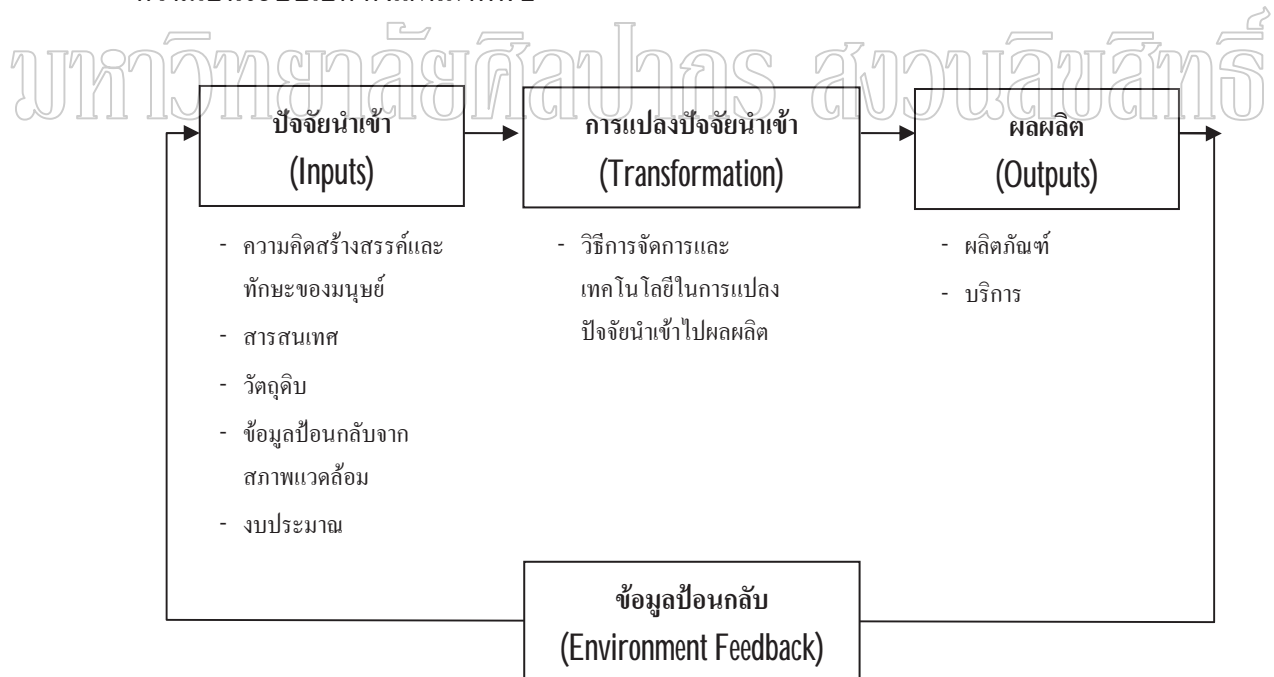 มหาวิทยาลัยศิลปากร สงวนลิขสิทธิ์
ปัจจัยนำเข้า
(Inputs)
การแปลงปัจจัยนำเข้า
(Transformation)
ผลผลิต
(Outputs)
- ความคิดสร้างสรรค์และ
ทักษะของมนุษย์
- สารสนเทศ
- วัตถุดิบ
- ข้อมูลป้อนกลับจาก
สภาพแวดล้อม
- งบประมาณ
- วิธีการจัดการและ
เทคโนโลยีในการแปลง
ปัจจัยนำเข้าไปผลผลิต
- ผลิตภัณฑ์
- บริการ
ข้อมูลป้อนกลับ
(Environment Feedback)